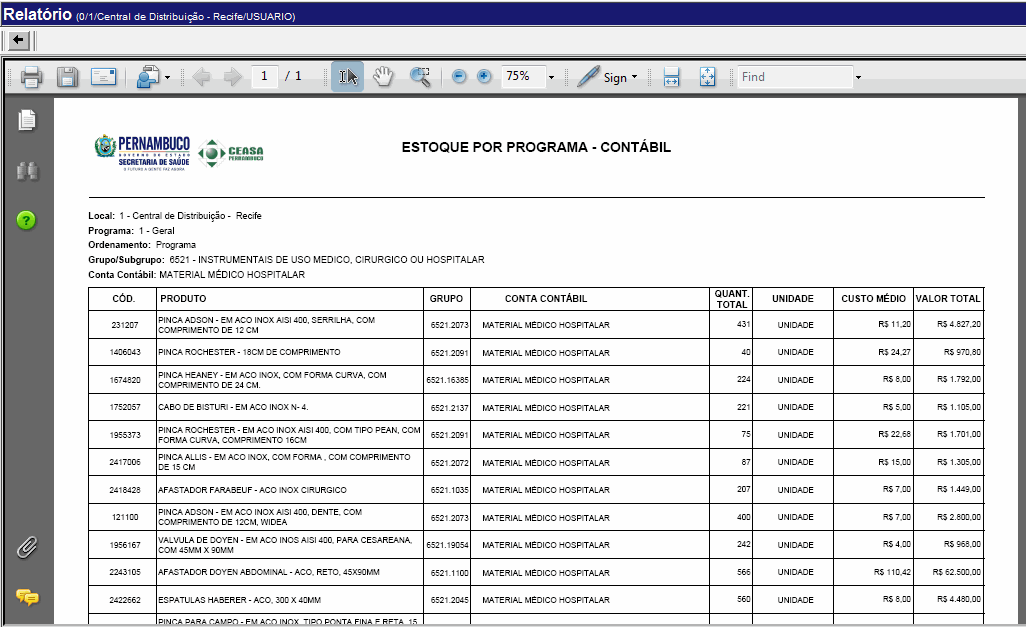 Relatório (0/1/Central de Distribuição - Recife/USUARIO)
1 / 1 75% Sign Find
PERNAMBUCO
GOVERNO DO ESTADO
SECRETARIA DE SAÚDE
O FUTURO A GENTE FAZ AGORA
CEASA
PERNAMBUCO
ESTOQUE POR PROGRAMA - CONTÁBIL
Local: 1 - Central de Distribuição - Recife
Programa: 1 - Geral
Ordenamento: Programa
Grupo/Subgrupo: 6521 - INSTRUMENTAIS DE USO MEDICO, CIRURGICO OU HOSPITALAR
Conta Contábil: MATERIAL MÉDICO HOSPITALAR
CÓD. PRODUTO GRUPO CONTA CONTÁBIL QUANT. TOTAL UNIDADE CUSTO MÉDIO VALOR TOTAL
231207 PINCA ADSON - EM ACO INOX AISI 400, SERRILHA, COM COMPRIMENTO DE 12 CM 6521.2073 MATERIAL MÉDICO HOSPITALAR 431 UNIDADE R$ 11,20 R$ 4.827,20
1406043 PINCA ROCHESTER - 18CM DE COMPRIMENTO 6521.2091 MATERIAL MÉDICO HOSPITALAR 40 UNIDADE R$ 24,27 R$ 970,80
1674820 PINCA HEANEY - EM ACO INOX, COM FORMA CURVA, COM COMPRIMENTO DE 24 CM. 6521.16385 MATERIAL MÉDICO HOSPITALAR 224 UNIDADE R$ 8,00 R$ 1.792,00
1752057 CABO DE BISTURI - EM ACO INOX N- 4. 6521.2137 MATERIAL MÉDICO HOSPITALAR 221 UNIDADE R$ 5,00 R$ 1.105,00
1955373 PINCA ROCHESTER - EM ACO INOX AISI 400, COM TIPO PEAN, COM FORMA CURVA, COMPRIMENTO 16CM 6521.2091 MATERIAL MÉDICO HOSPITALAR 75 UNIDADE R$ 22,68 R$ 1.701,00
2417006 PINCA ALLIS - EM ACO INOX, COM FORMA , COM COMPRIMENTO DE 15 CM 6521.2072 MATERIAL MÉDICO HOSPITALAR 87 UNIDADE R$ 15,00 R$ 1.305,00
2418428 AFASTADOR FARABEUF - ACO INOX CIRURGICO 6521.1035 MATERIAL MÉDICO HOSPITALAR 207 UNIDADE R$ 7,00 R$ 1.449,00
121100 PINCA ADSON - EM ACO INOX AISI 400, DENTE, COM COMPRIMENTO DE 12CM, WIDEA 6521.2073 MATERIAL MÉDICO HOSPITALAR 400 UNIDADE R$ 7,00 R$ 2.800,00
1956167 VALVULA DE DOYEN - EM ACO INOS AISI 400, PARA CESAREANA, COM 45MM X 90MM 6521.19054 MATERIAL MÉDICO HOSPITALAR 242 UNIDADE R$ 4,00 R$ 968,00
2243105 AFASTADOR DOYEN ABDOMINAL - ACO, RETO, 45X90MM 6521.1100 MATERIAL MÉDICO HOSPITALAR 566 UNIDADE R$ 110,42 R$ 62.500,00
2422662 ESPATULAS HABERER - ACO, 300 X 40MM 6521.2045 MATERIAL MÉDICO HOSPITALAR 560 UNIDADE R$ 8,00 R$ 4.480,00
PINCA PARA CAMPO - EM ACO INOX, TIPO PONTA FINA E RETA, 15